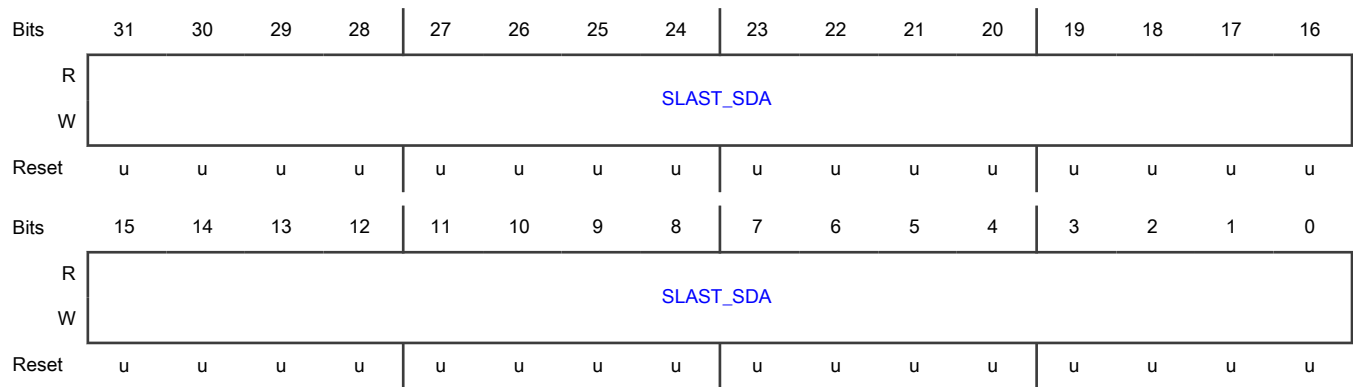 Bits 31 30 29 28 27 26 25 24 23 22 21 20 19 18 17 16
R
SLAST_SDA
W
Reset u u u u u u u u u u u u u u u u
Bits 15 14 13 12 11 10 9 8 7 6 5 4 3 2 1 0
R
SLAST_SDA
W
Reset u u u u u u u u u u u u u u u u